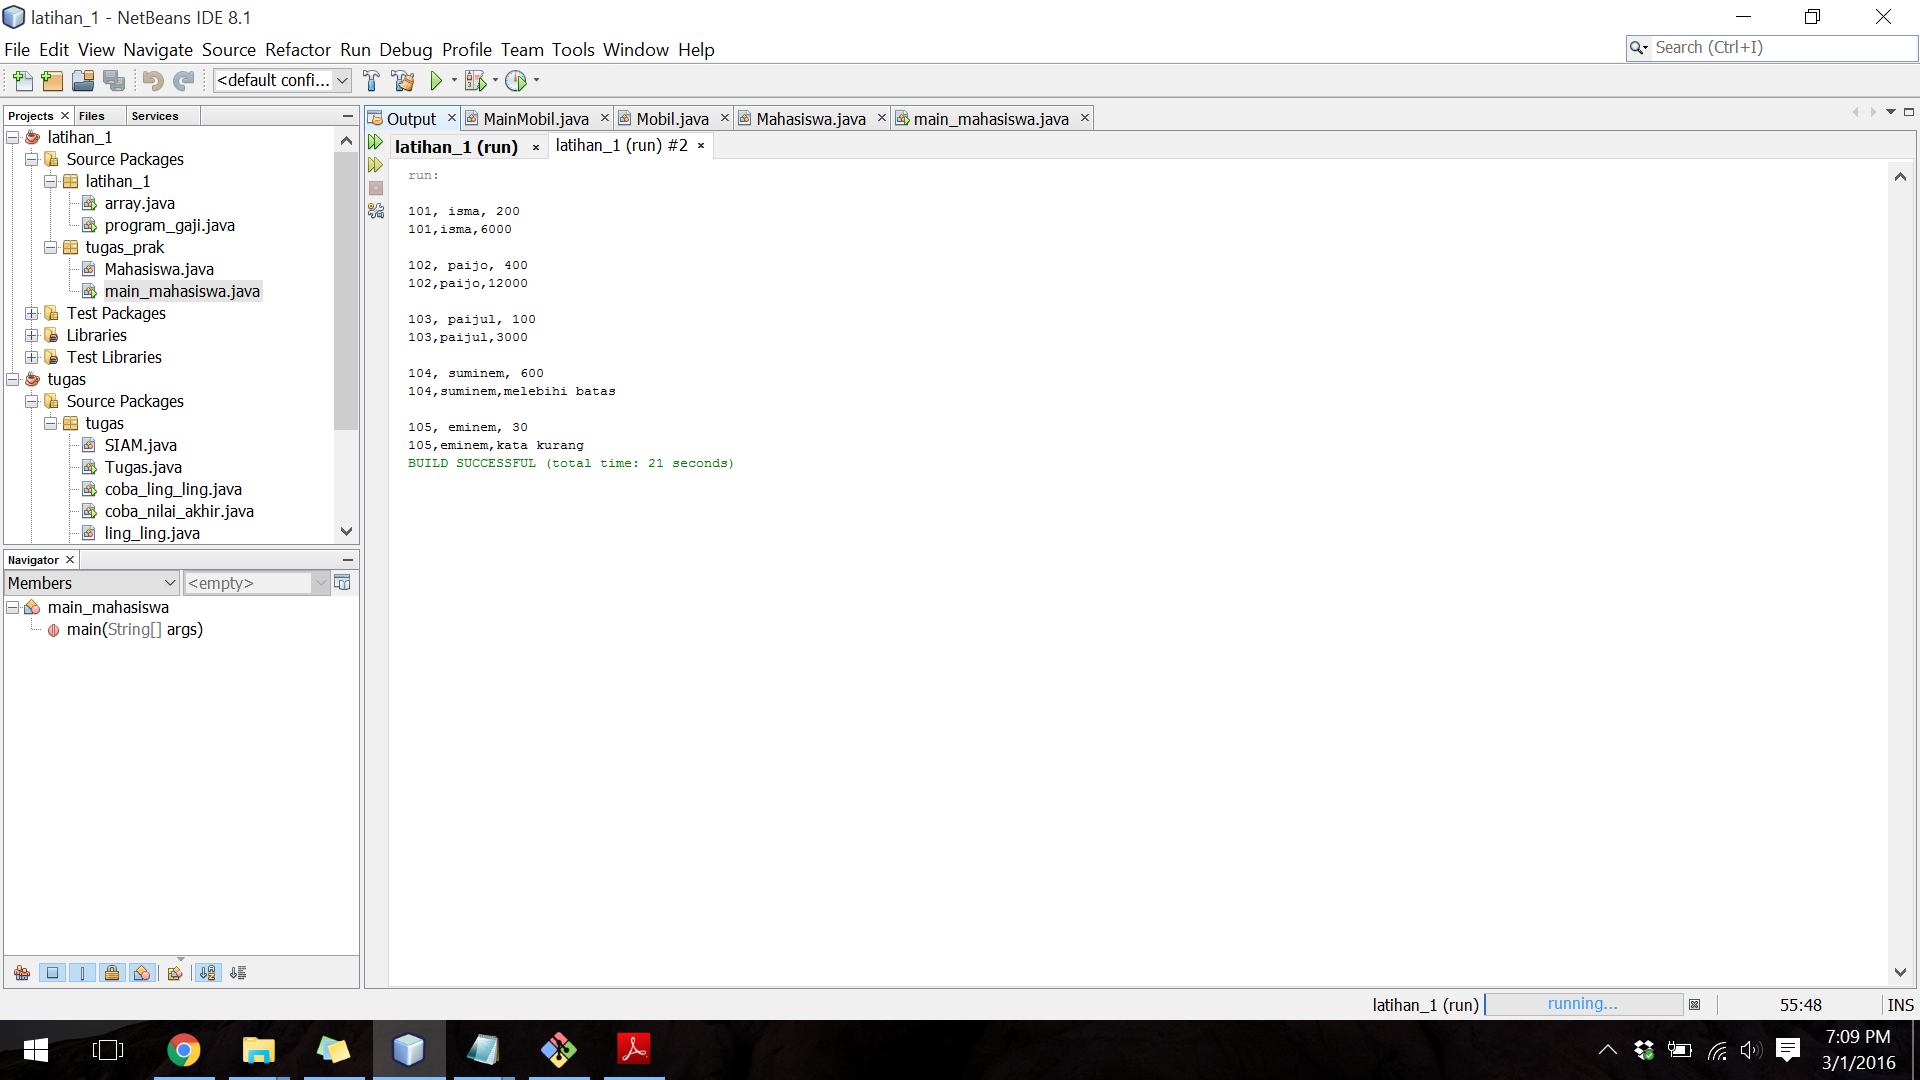 latihan_1 - NetBeans IDE 8.1
File Edit View Navigate Source Refactor Run Debug Profile Team Tools Window Help
Search (Ctrl+I)
<default confi...
Projects Files Services
latihan_1
Source Packages
latihan_1
array.java
program_gaji.java
tugas_prak
Mahasiswa.java
main_mahasiswa.java
Test Packages
Libraries
Test Libraries
tugas
Source Packages
tugas
SIAM.java
Tugas.java
coba_ling_ling.java
coba_nilai_akhir.java
ling_ling.java
Navigator
Members <empty>
main_mahasiswa
main(String[] args)
Output MainMobil.java Mobil.java Mahasiswa.java main_mahasiswa.java
latihan_1 (run) latihan_1 (run) #2
run:
101, isma, 200
101,isma,6000
102, paijo, 400
102,paijo,12000
103, paijul, 100
103,paijul,3000
104, suminem, 600
104,suminem,melebihi batas
105, eminem, 30
105,eminem,kata kurang
BUILD SUCCESSFUL (total time: 21 seconds)
latihan_1 (run) running... 55:48 INS
7:09 PM
3/1/2016